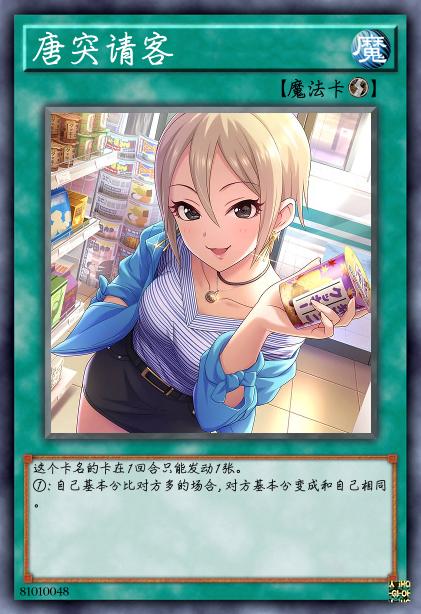 唐突请客
魔
【魔法卡】
这个卡名的卡在1回合只能发动1张。
①：自己基本分比对方多的场合，对方基本分变成和自己相同
。
81010048